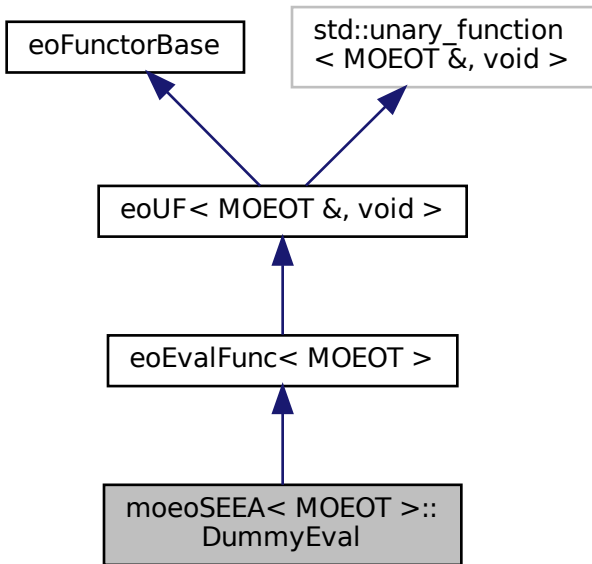 eoFunctorBase
std::unary_function
< MOEOT &, void >
eoUF< MOEOT &, void >
eoEvalFunc< MOEOT >
moeoSEEA< MOEOT >::
DummyEval